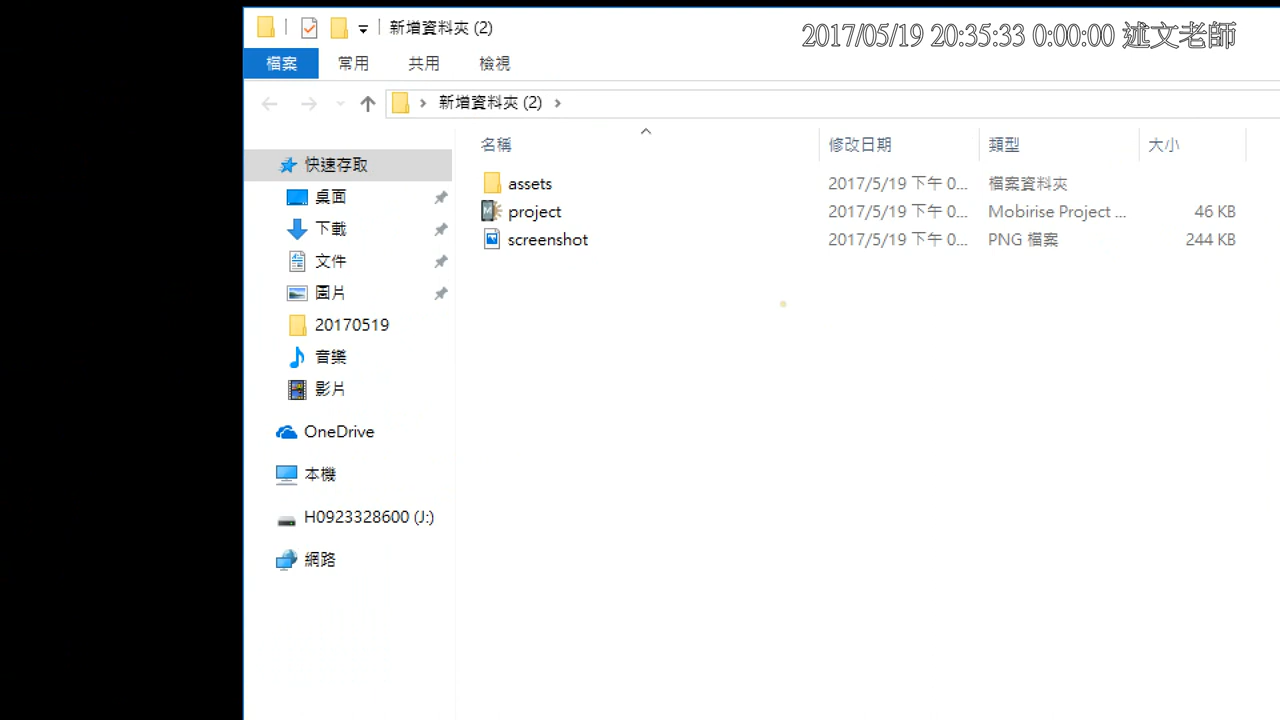 新增資料夾 (2)
2017/05/19 20:35:33 0:00:00 述文老師
檔案 常用 共用 檢視
新增資料夾 (2)
名稱 修改日期 類型 大小
assets 2017/5/19 下午 0... 檔案資料夾
project 2017/5/19 下午 0... Mobirise Project ... 46 KB
screenshot 2017/5/19 下午 0... PNG 檔案 244 KB
快速存取
桌面
下載
文件
圖片
20170519
音樂
影片
OneDrive
本機
H0923328600 (J:)
網路